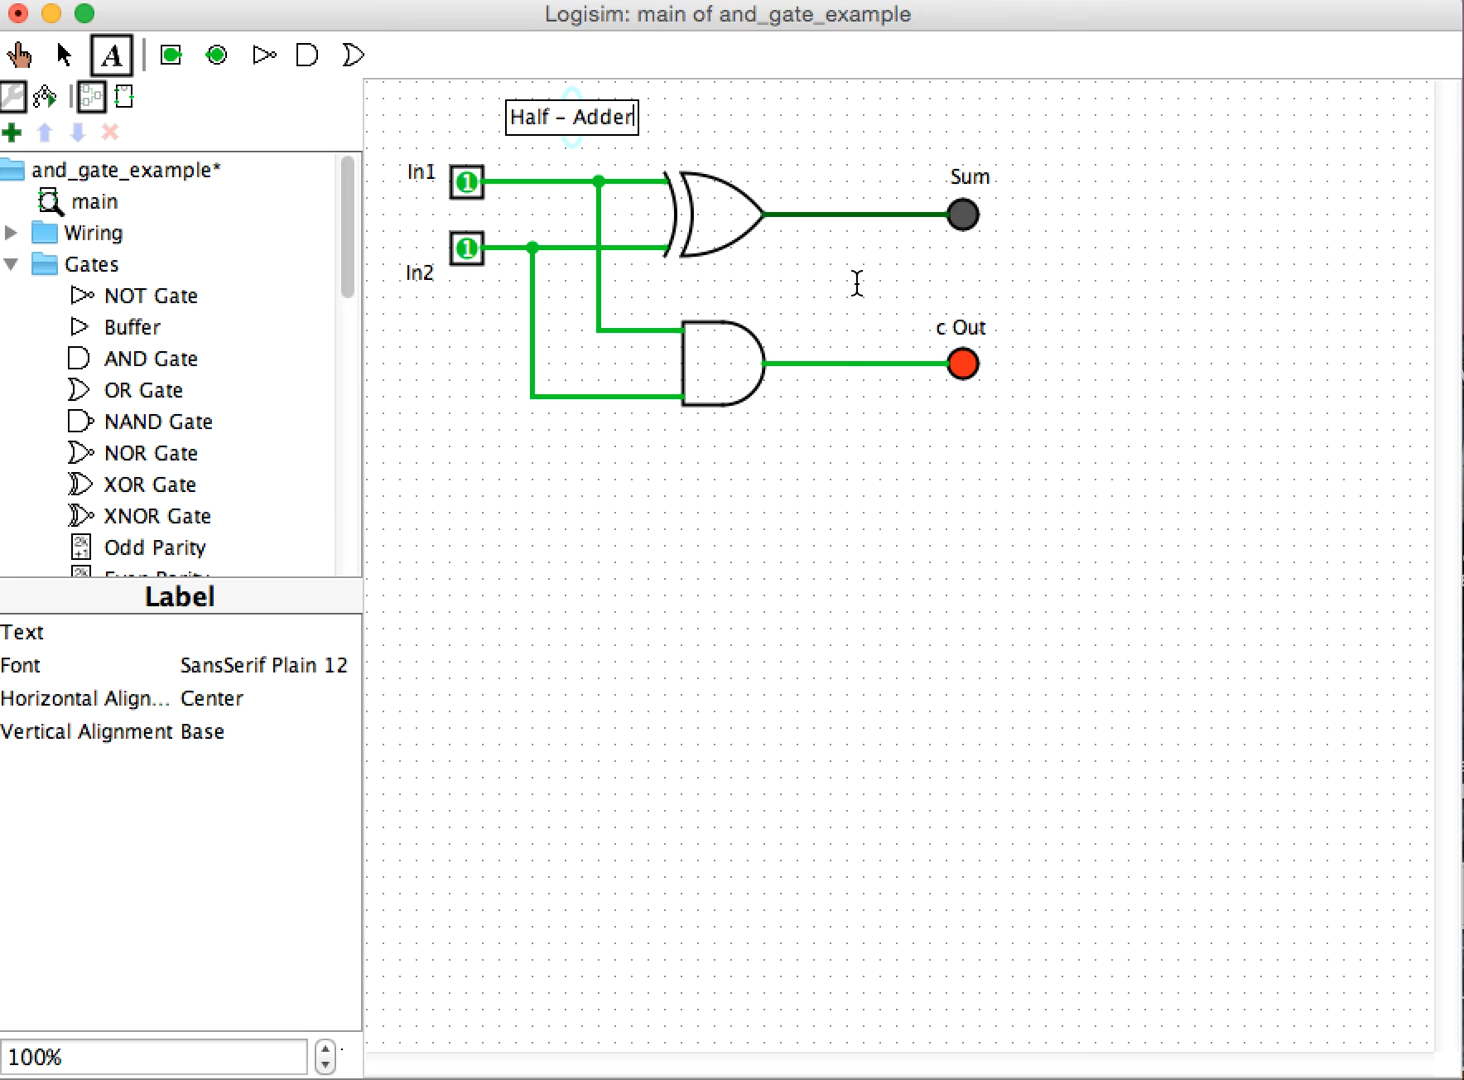 Logisim: main of and_gate_example
A
Half - Adder
and_gate_example*
main
Wiring
Gates
NOT Gate
Buffer
AND Gate
OR Gate
NAND Gate
NOR Gate
XOR Gate
XNOR Gate
Odd Parity
In1
1
Sum
1
In2
c Out
Label
Text
Font SansSerif Plain 12
Horizontal Align... Center
Vertical Alignment Base
100%